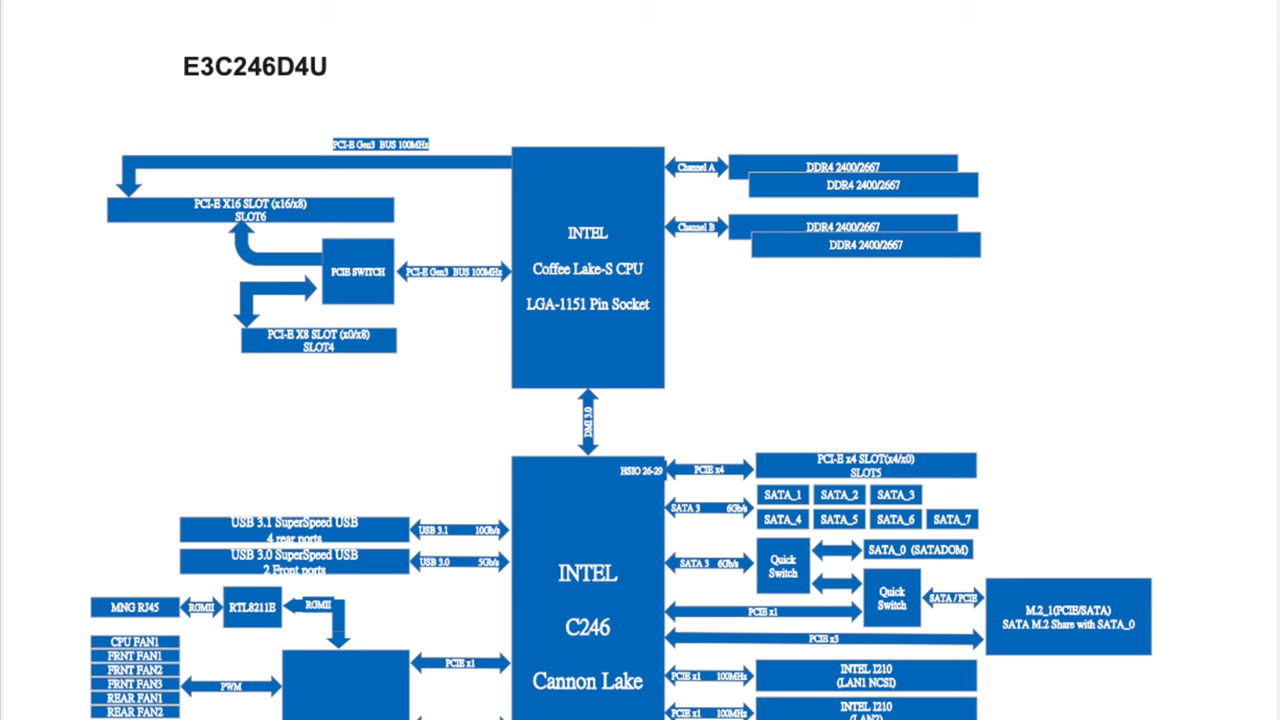 E3C246D4U
PCI-E Gen3 BUS 100MHz
PCI-E X16 SLOT (x16/x8)
SLOT6
PCIE SWITCH
PCI-E Gen3 BUS 100MHz
PCI-E X8 SLOT (x0/x8)
SLOT4
INTEL
Coffee Lake-S CPU
LGA-1151 Pin Socket
Channel A
DDR4 2400/2667
DDR4 2400/2667
Channel B
DDR4 2400/2667
DDR4 2400/2667
DMI 3.0
HSIO 26-29
PCIE x4
PCI-E x4 SLOT(x4/x0)
SLOT5
SATA 3 6Gb/s
SATA_1 SATA_2 SATA_3
SATA_4 SATA_5 SATA_6 SATA_7
USB 3.1 SuperSpeed USB
4 rear ports
USB 3.1 10Gb/s
USB 3.0 SuperSpeed USB
2 Front ports
USB 3.0 5Gb/s
SATA 3 6Gb/s
Quick
Switch
SATA_0 (SATADOM)
Quick
Switch
SATA / PCIE
M.2_1(PCIE/SATA)
SATA M.2 Share with SATA_0
PCIE x1
PCIE x3
INTEL
C246
Cannon Lake
MNG RJ45
RGMII
RTL8211E
RGMII
CPU FAN1
FRNT FAN1
FRNT FAN2
FRNT FAN3
REAR FAN1
REAR FAN2
PWM
PCIE x1
PCIE x1 100MHz
INTEL I210
(LAN1 NCSI)
PCIE x1 100MHz
INTEL I210
(LAN2)